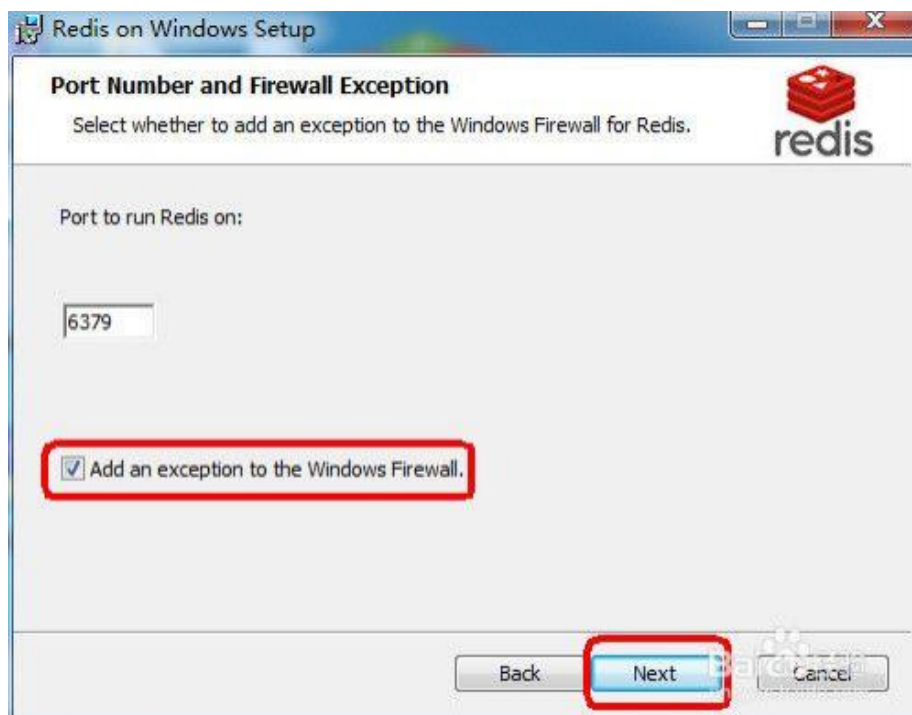 Redis on Windows Setup
Port Number and Firewall Exception
Select whether to add an exception to the Windows Firewall for Redis.
redis
Port to run Redis on:
6379
Add an exception to the Windows Firewall.
Back
Next
Cancel